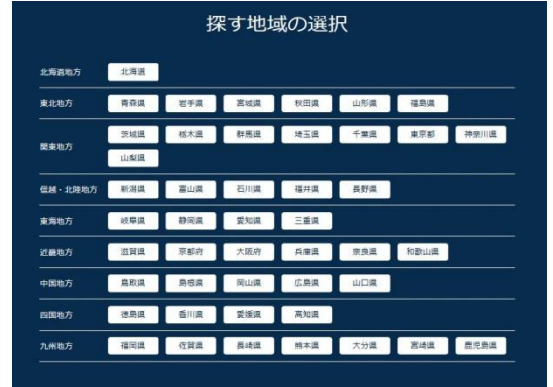 探す地域の選択
北海道地方 北海道
東北地方 青森県 岩手県 宮城県 秋田県 山形県 福島県
関東地方 茨城県 栃木県 群馬県 埼玉県 千葉県 東京都 神奈川県
山梨県
信越・北陸地方 新潟県 富山県 石川県 福井県 長野県
東海地方 岐阜県 静岡県 愛知県 三重県
近畿地方 滋賀県 京都府 大阪府 兵庫県 奈良県 和歌山県
中国地方 鳥取県 島根県 岡山県 広島県 山口県
四国地方 徳島県 香川県 愛媛県 高知県
九州地方 福岡県 佐賀県 長崎県 熊本県 大分県 宮崎県 鹿児島県